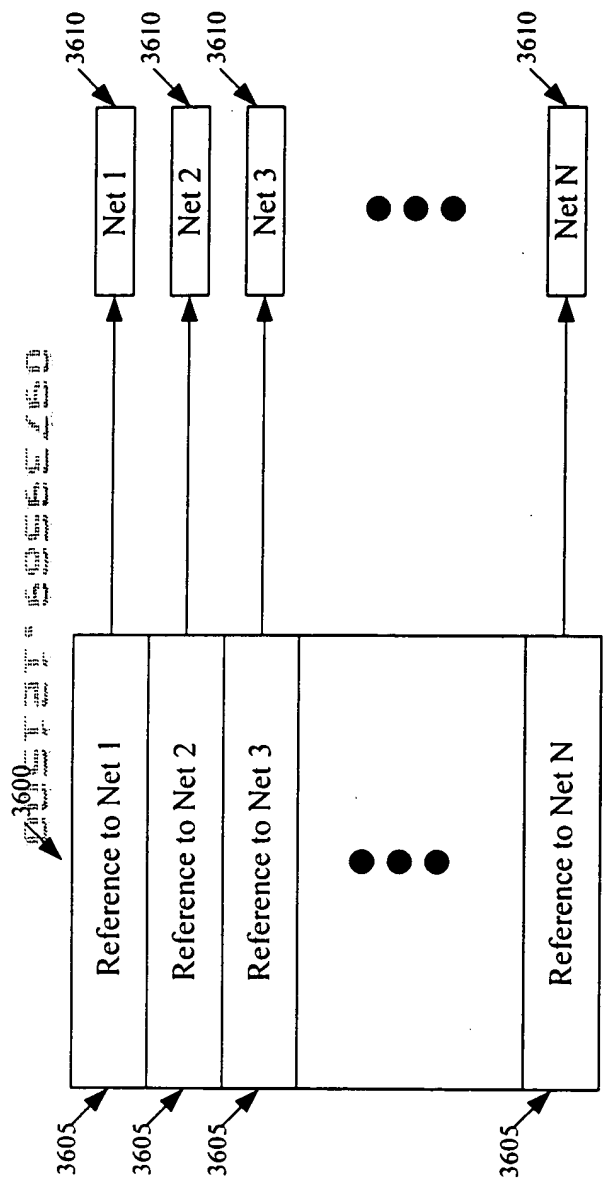 3600
3605
Reference to Net 1
Net 1
3610
3605
Reference to Net 2
Net 2
3610
3605
Reference to Net 3
Net 3
3610
3605
Reference to Net N
Net N
3610